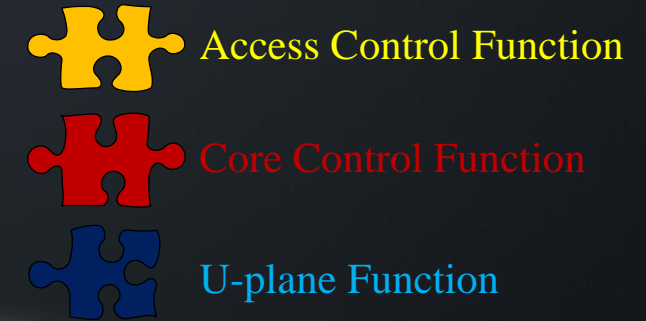 Access Control Function
Core Control Function
U-plane Function